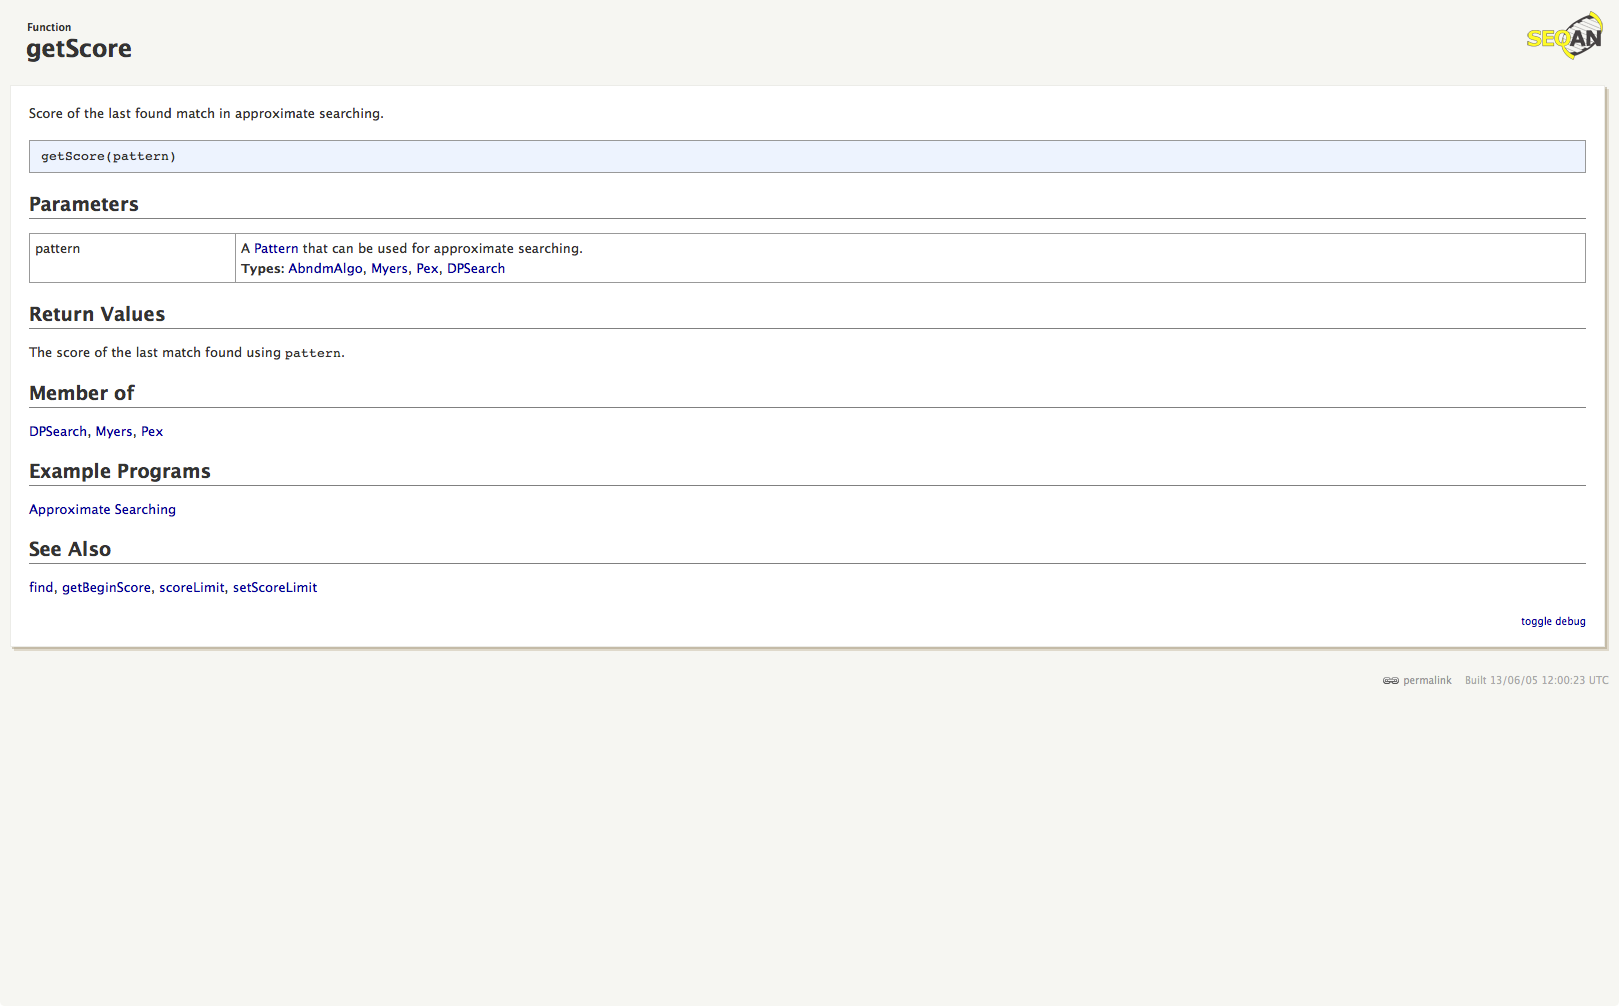 Function
getScore
SEQAN
Score of the last found match in approximate searching.
getScore(pattern)
Parameters
pattern
A Pattern that can be used for approximate searching.
Types: AbndmAlgo, Myers, Pex, DPSearch
Return Values
The score of the last match found using pattern.
Member of
DPSearch, Myers, Pex
Example Programs
Approximate Searching
See Also
find, getBeginScore, scoreLimit, setScoreLimit
toggle debug
permalink Built 13/06/05 12:00:23 UTC